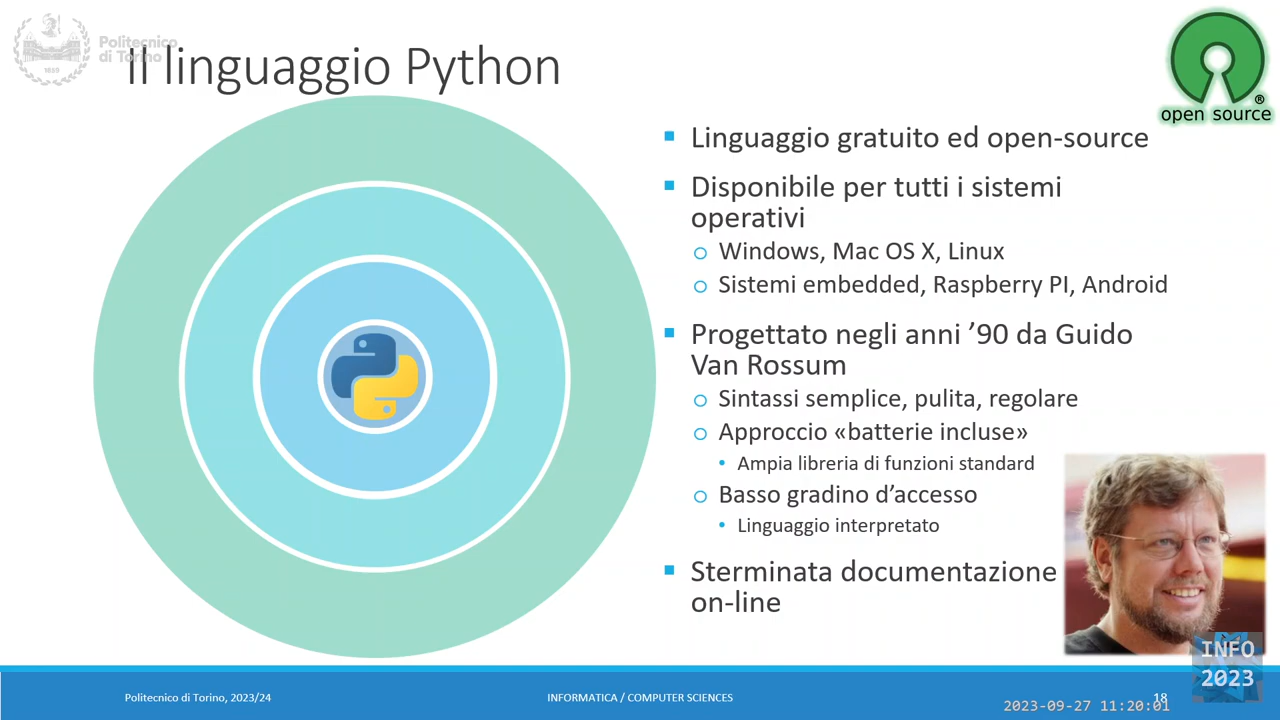 Politecnico
di Torino
1859
Il linguaggio Python
®
open source
Linguaggio gratuito ed open-source
Disponibile per tutti i sistemi
operativi
Windows, Mac OS X, Linux
Sistemi embedded, Raspberry PI, Android
Progettato negli anni ’90 da Guido
Van Rossum
Sintassi semplice, pulita, regolare
Approccio «batterie incluse»
Ampia libreria di funzioni standard
Basso gradino d’accesso
Linguaggio interpretato
Sterminata documentazione
on-line
INFO
2023
Politecnico di Torino, 2023/24
INFORMATICA / COMPUTER SCIENCES
18
2023-09-27 11:20:01